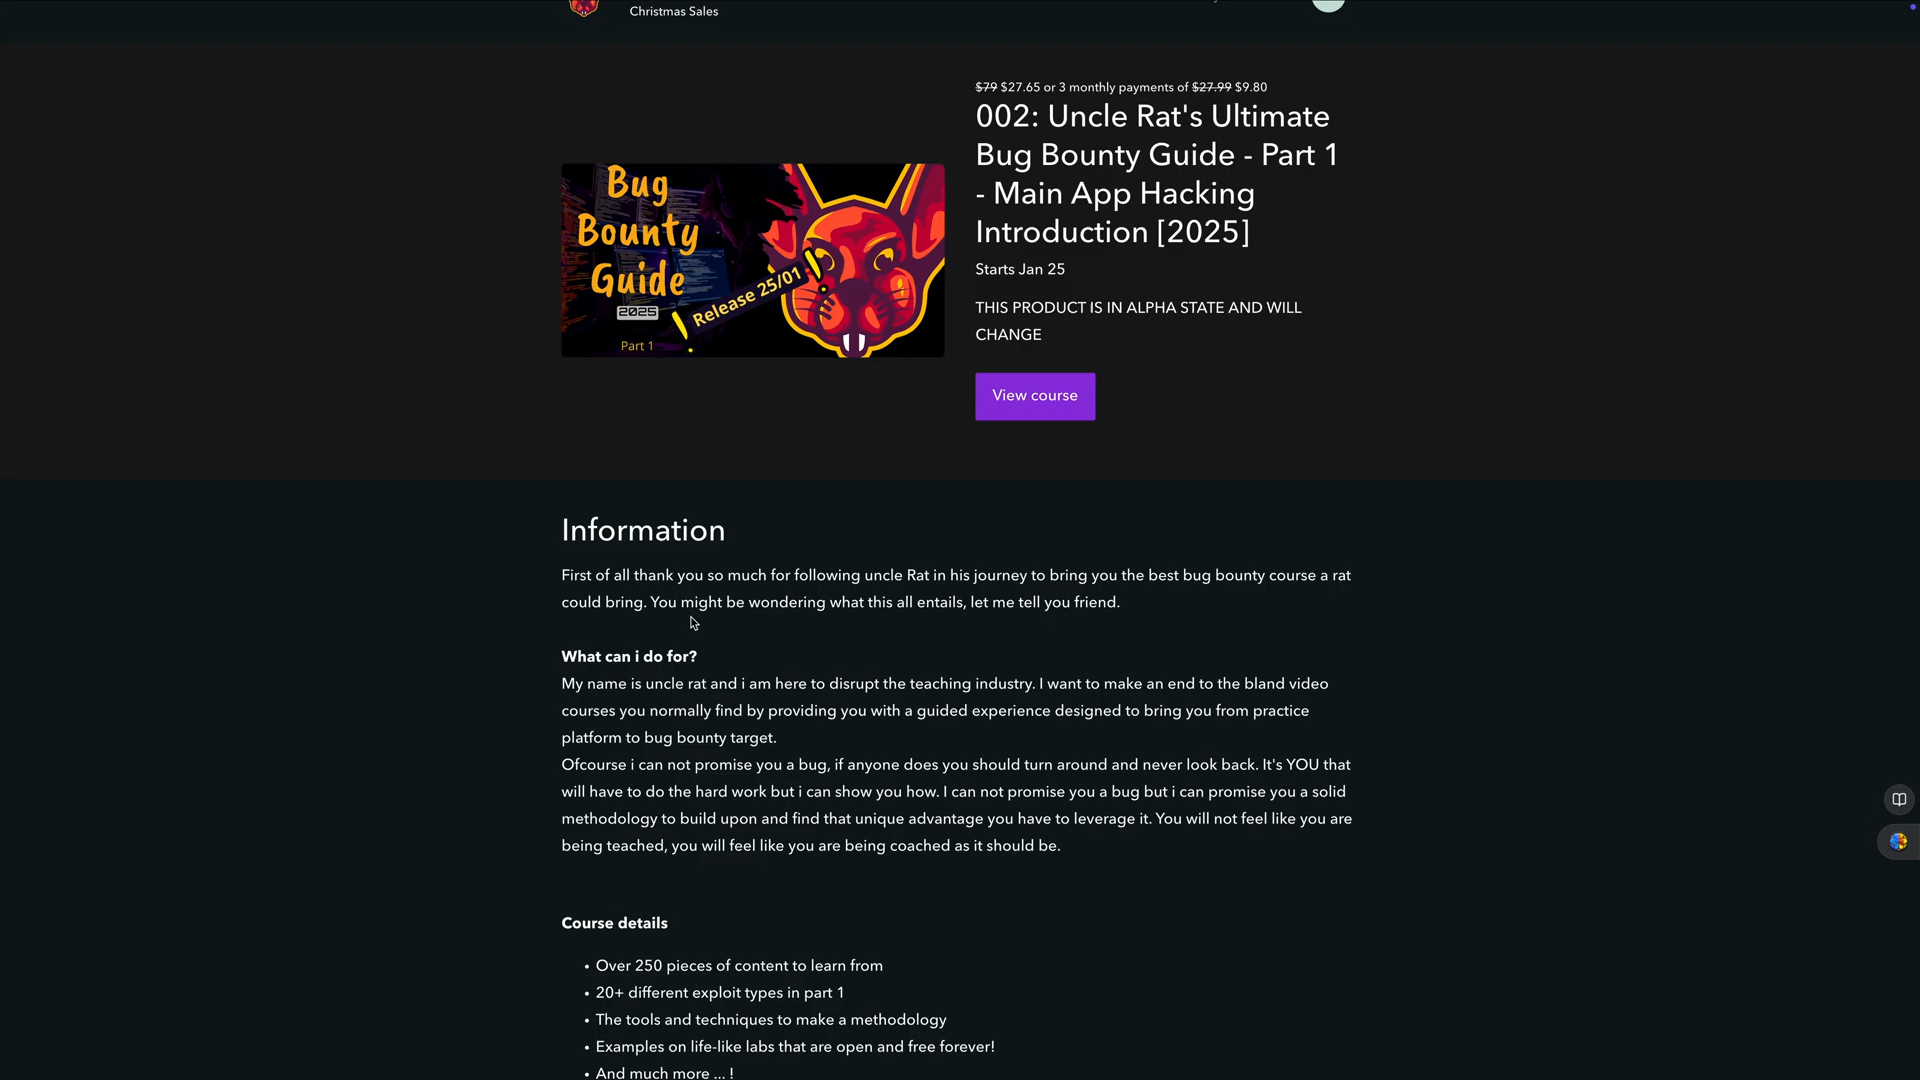 Christmas Sales
$79 $27.65 or 3 monthly payments of $27.99 $9.80
002: Uncle Rat's Ultimate
Bug Bounty Guide - Part 1
- Main App Hacking
Introduction [2025]
Starts Jan 25
THIS PRODUCT IS IN ALPHA STATE AND WILL
CHANGE
View course
Bug
Bounty
Guide
2025
Part 1
! Release 25/01 !
Information
First of all thank you so much for following uncle Rat in his journey to bring you the best bug bounty course a rat
could bring. You might be wondering what this all entails, let me tell you friend.
What can i do for?
My name is uncle rat and i am here to disrupt the teaching industry. I want to make an end to the bland video
courses you normally find by providing you with a guided experience designed to bring you from practice
platform to bug bounty target.
Ofcourse i can not promise you a bug, if anyone does you should turn around and never look back. It's YOU that
will have to do the hard work but i can show you how. I can not promise you a bug but i can promise you a solid
methodology to build upon and find that unique advantage you have to leverage it. You will not feel like you are
being teached, you will feel like you are being coached as it should be.
Course details
• Over 250 pieces of content to learn from
• 20+ different exploit types in part 1
• The tools and techniques to make a methodology
• Examples on life-like labs that are open and free forever!
• And much more ... !